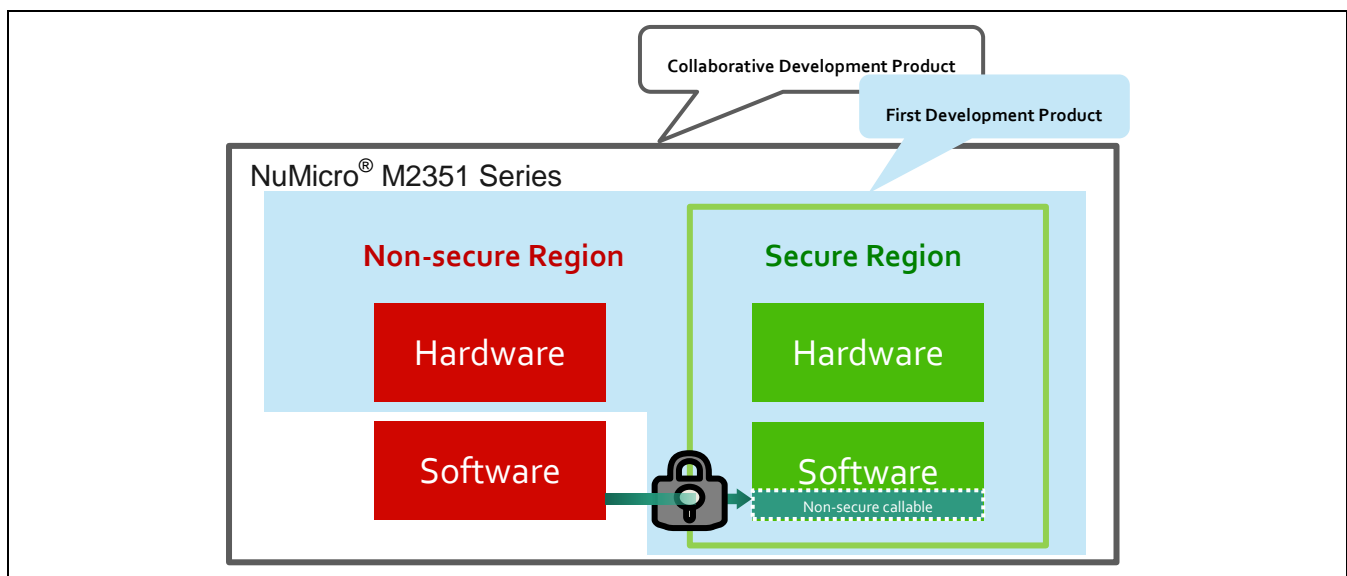 Collaborative Development Product
First Development Product
NuMicro® M2351 Series
Non-secure Region
Secure Region
Hardware
Hardware
Software
Software
Non-secure callable